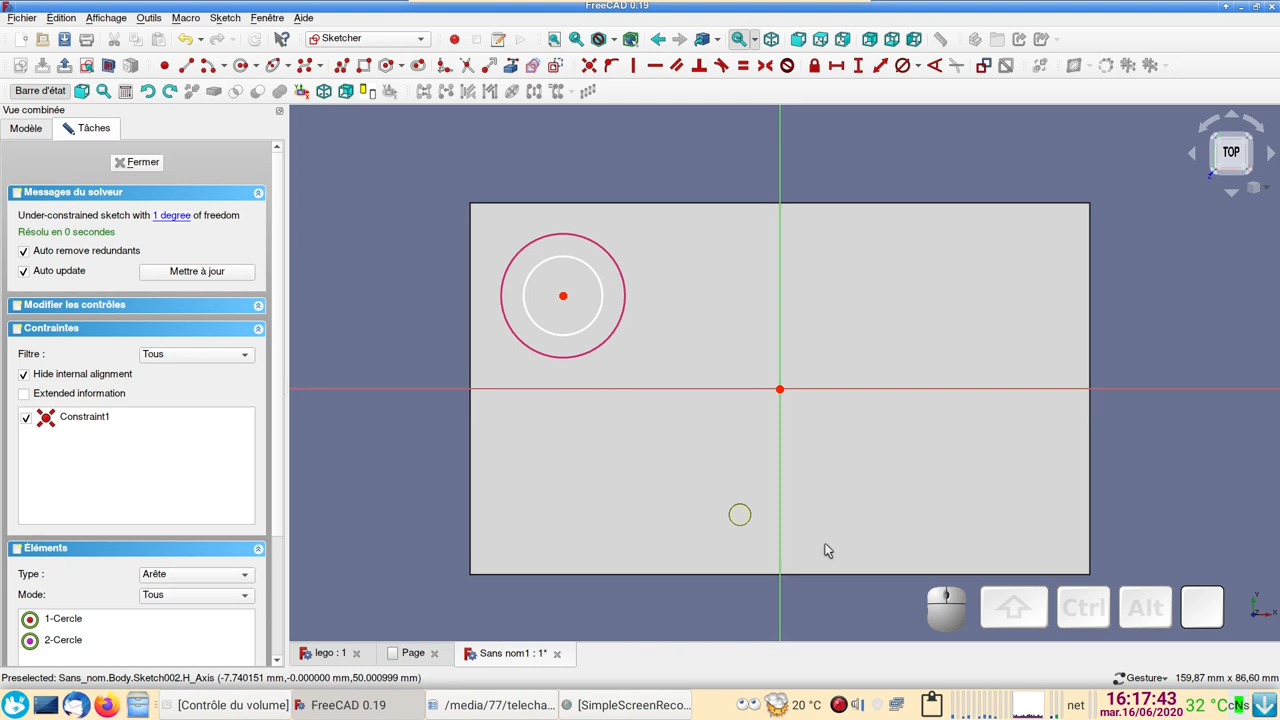 FreeCAD 0.19
Fichier Édition Affichage Outils Macro Sketch Fenêtre Aide
Sketcher
Barre d'état
Vue combinée
Modèle Tâches
Fermer
TOP
Messages du solveur
Under-constrained sketch with 1 degree of freedom
Résolu en 0 secondes
Auto remove redundants
Auto update Mettre à jour
Modifier les contrôles
Contraintes
Filtre : Tous
Hide internal alignment
Extended information
Constraint1
Éléments
Type : Arête
Mode: Tous
1-Cercle
2-Cercle
Ctrl Alt
Y
Z X
lego : 1 Page Sans nom1 : 1*
Preselected: Sans_nom.Body.Sketch002.H_Axis (-7.740151 mm,-0.000000 mm,50.000999 mm) Gesture 159,87 mm x 86,60 mm
[Contrôle du volume] FreeCAD 0.19 /media/77/telecha... [SimpleScreenReco... 20 °C 16:17:43 mar.16/06/2020 32 °C